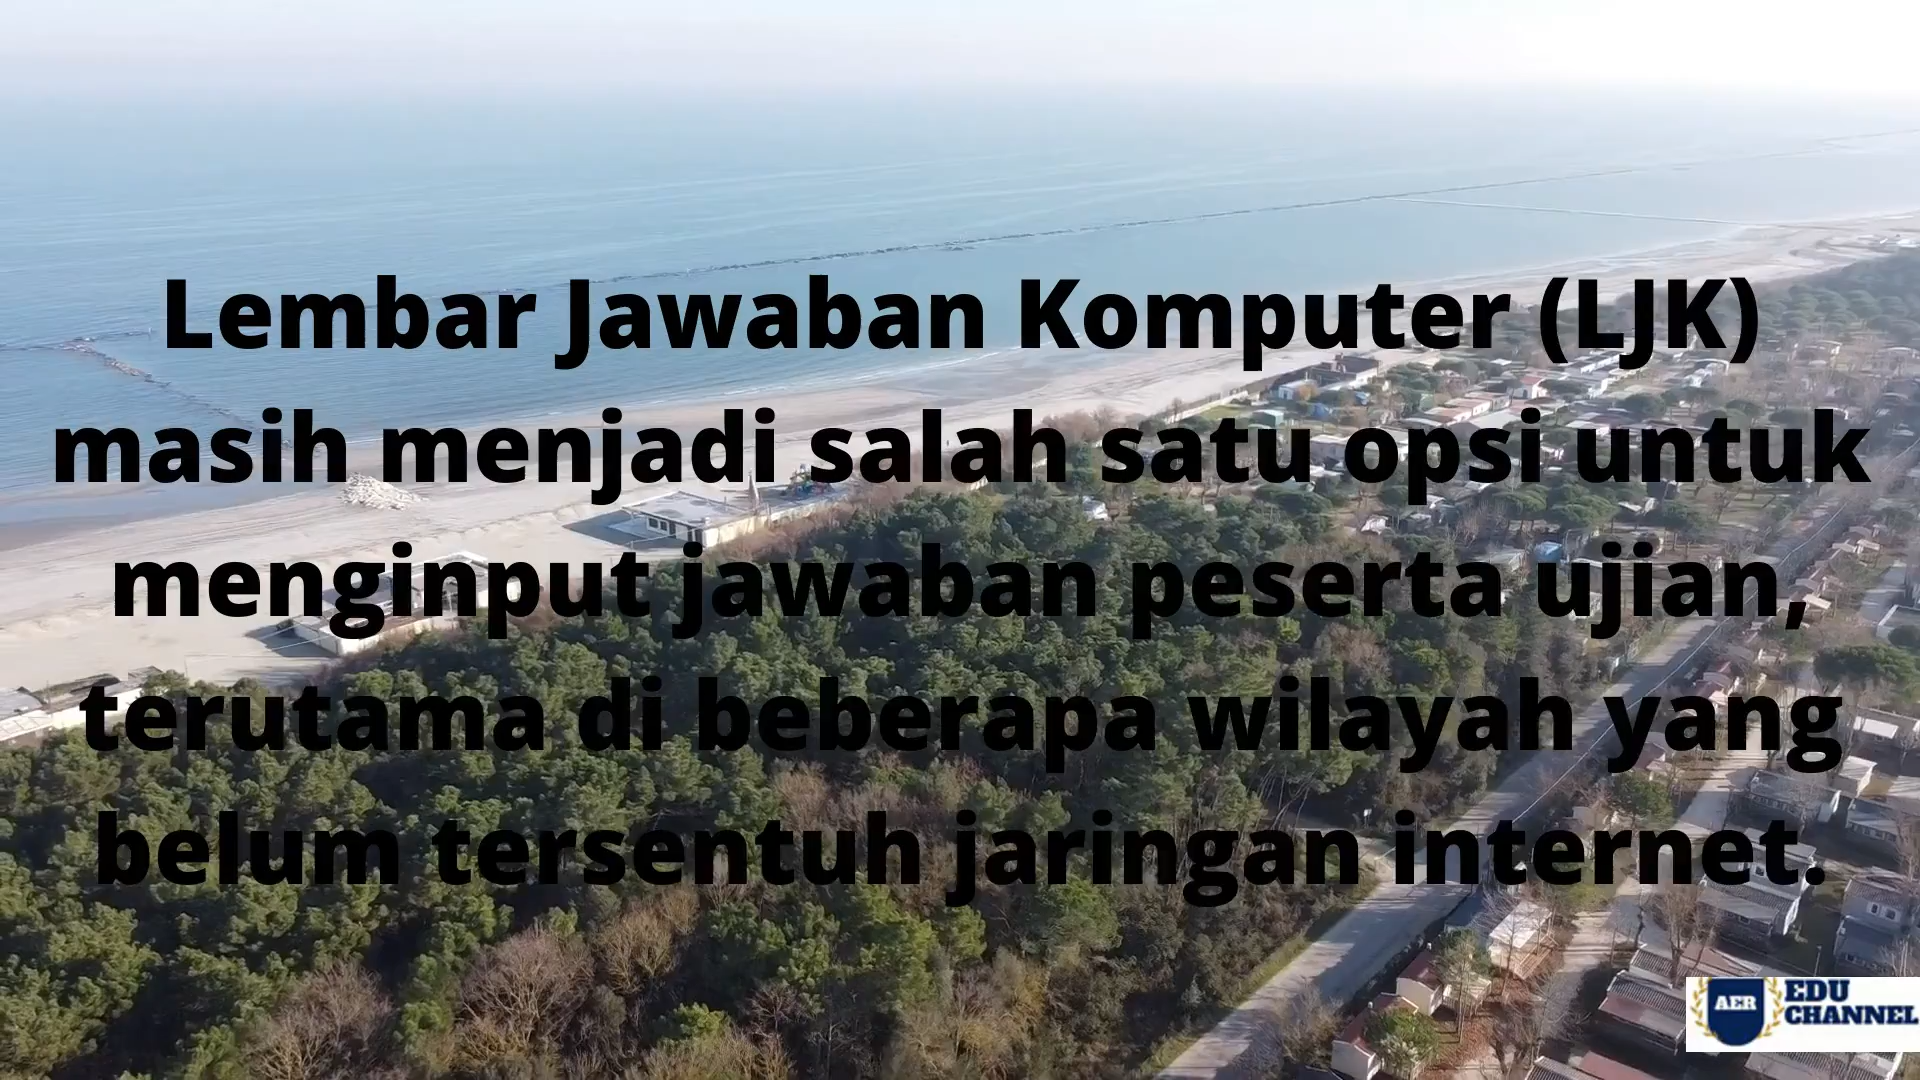 Lembar Jawaban Komputer (LJK)
masih menjadi salah satu opsi untuk
menginput jawaban peserta ujian,
terutama di beberapa wilayah yang
belum tersentuh jaringan internet.
AER
EDU
CHANNEL